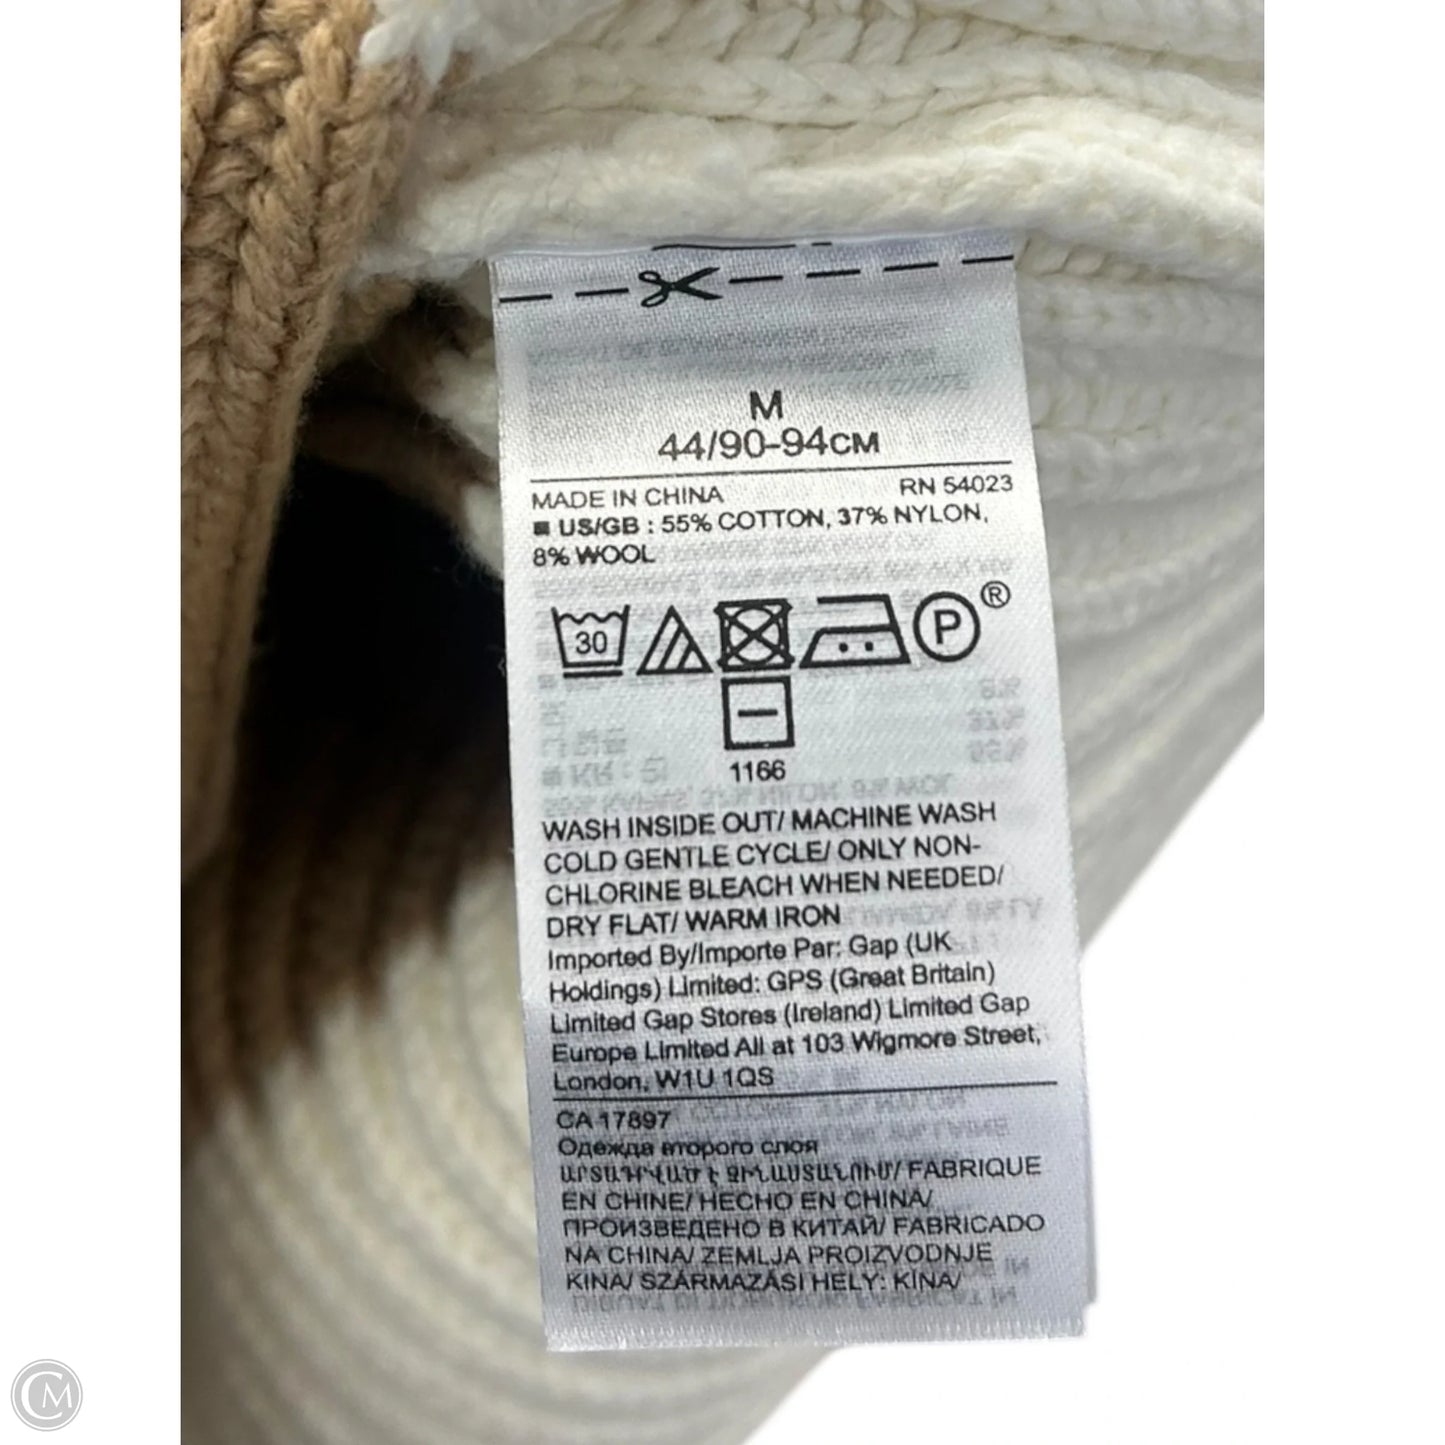 M
44/90-94CM
MADE IN CHINA RN 54023
■ US/GB : 55% COTTON, 37% NYLON,
8% WOOL
30 P ®
1166
WASH INSIDE OUT/ MACHINE WASH
COLD GENTLE CYCLE/ ONLY NON-
CHLORINE BLEACH WHEN NEEDED/
DRY FLAT/ WARM IRON
Imported By/Importe Par: Gap (UK
Holdings) Limited: GPS (Great Britain)
Limited Gap Stores (Ireland) Limited Gap
Europe Limited All at 103 Wigmore Street,
London, W1U 1QS
CA 17897
Одежда второго слоя
ԱՐՏԱԴՐՎԱԾ Է ՉԻՆԱՍՏԱՆՈՒՄ/ FABRIQUE
EN CHINE/ HECHO EN CHINA/
ПРОИЗВЕДЕНО В КИТАЙ/ FABRICADO
NA CHINA/ ZEMLJA PROIZVODNJE
KINA/ SZÁRMAZÁSI HELY: KÍNA/
CM